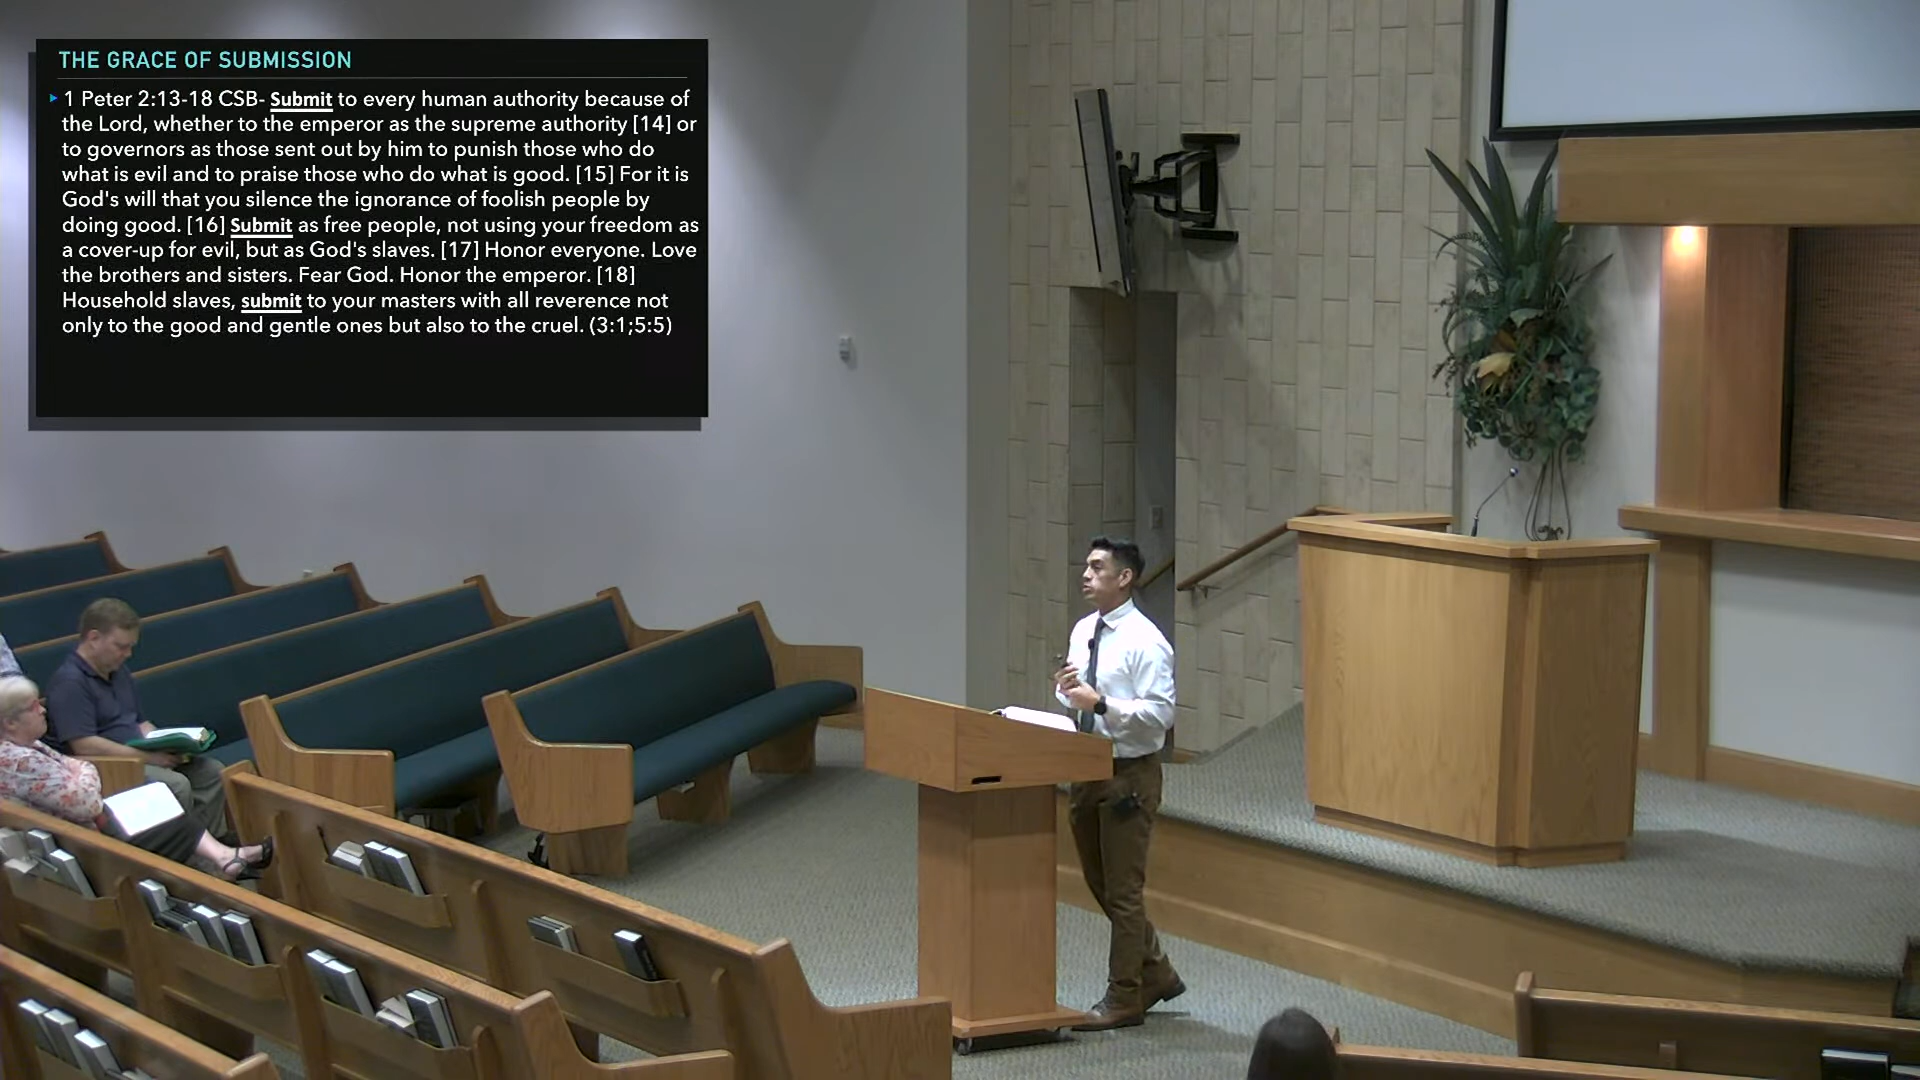 THE GRACE OF SUBMISSION
1 Peter 2:13-18 CSB- Submit to every human authority because of
the Lord, whether to the emperor as the supreme authority [14] or
to governors as those sent out by him to punish those who do
what is evil and to praise those who do what is good. [15] For it is
God's will that you silence the ignorance of foolish people by
doing good. [16] Submit as free people, not using your freedom as
a cover-up for evil, but as God's slaves. [17] Honor everyone. Love
the brothers and sisters. Fear God. Honor the emperor. [18]
Household slaves, submit to your masters with all reverence not
only to the good and gentle ones but also to the cruel. (3:1;5:5)